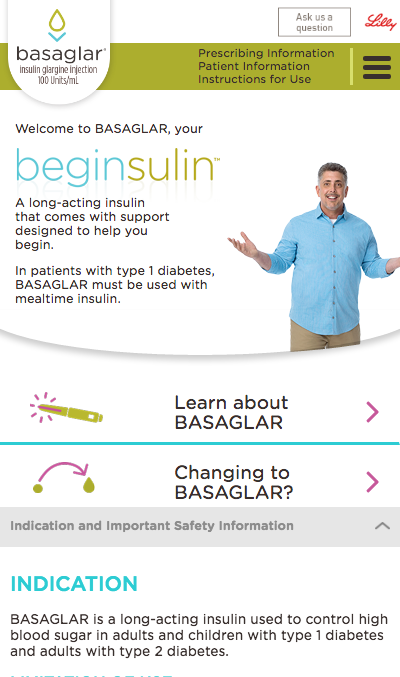 Ask us a
question
Lilly
basaglar®
insulin glargine injection
100 Units/mL
Prescribing Information
Patient Information
Instructions for Use
Welcome to BASAGLAR, your
beginsulin™
A long-acting insulin
that comes with support
designed to help you
begin.
In patients with type 1 diabetes,
BASAGLAR must be used with
mealtime insulin.
Learn about
BASAGLAR
Changing to
BASAGLAR?
Indication and Important Safety Information
INDICATION
BASAGLAR is a long-acting insulin used to control high
blood sugar in adults and children with type 1 diabetes
and adults with type 2 diabetes.